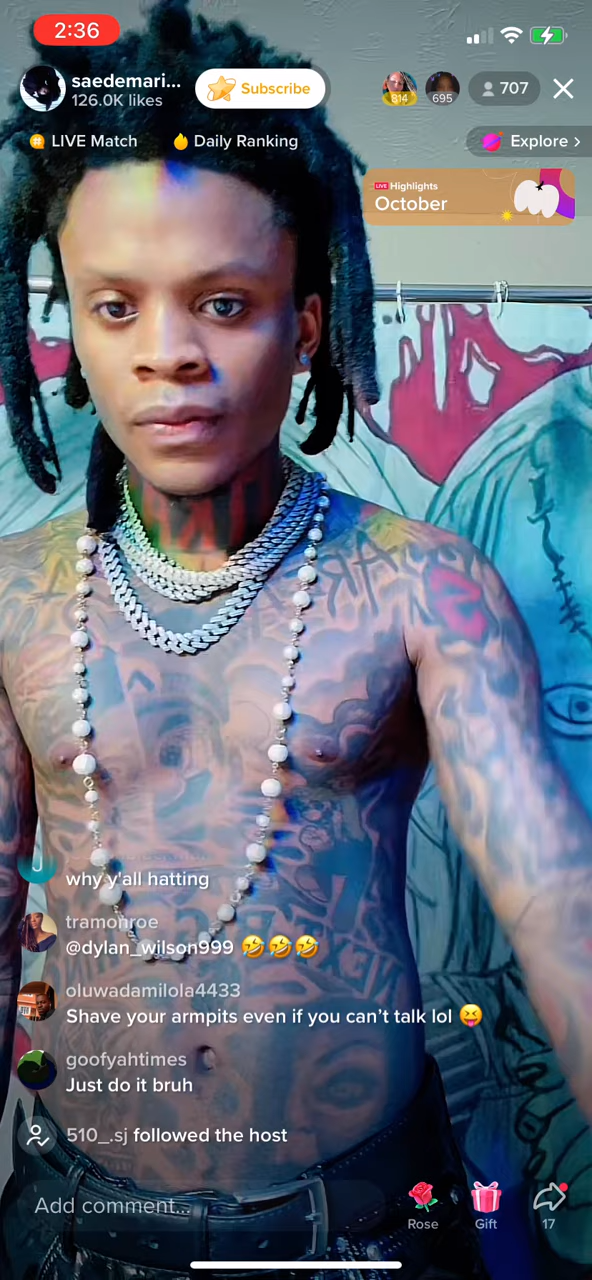 2:36
saedemari...
126.0K likes
Subscribe
814
695
707
LIVE Match
Daily Ranking
Explore >
LIVE Highlights
October
J
why y'all hatting
tramonroe
@dylan_wilson999 🤣🤣🤣
oluwadamilola4433
Shave your armpits even if you can't talk lol 😝
goofyahtimes
Just do it bruh
510_.sj followed the host
Add comment...
Rose
Gift
17